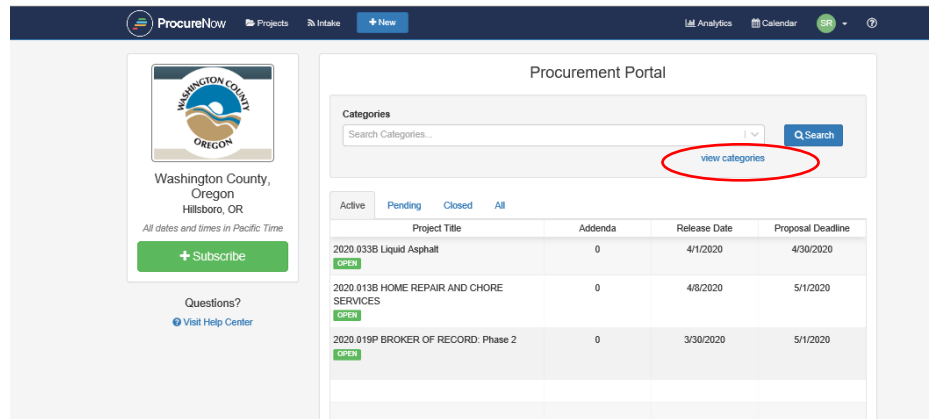 ProcureNow Projects Intake +New Analytics Calendar SR
WASHINGTON COUNTY
OREGON
Washington County,
Oregon
Hillsboro, OR
All dates and times in Pacific Time
+ Subscribe
Questions?
Visit Help Center
Procurement Portal
Categories
Search Categories... Search
view categories
Active Pending Closed All
Project Title Addenda Release Date Proposal Deadline
2020.033B Liquid Asphalt 0 4/1/2020 4/30/2020
OPEN
2020.013B HOME REPAIR AND CHORE 0 4/8/2020 5/1/2020
SERVICES
OPEN
2020.019P BROKER OF RECORD: Phase 2 0 3/30/2020 5/1/2020
OPEN